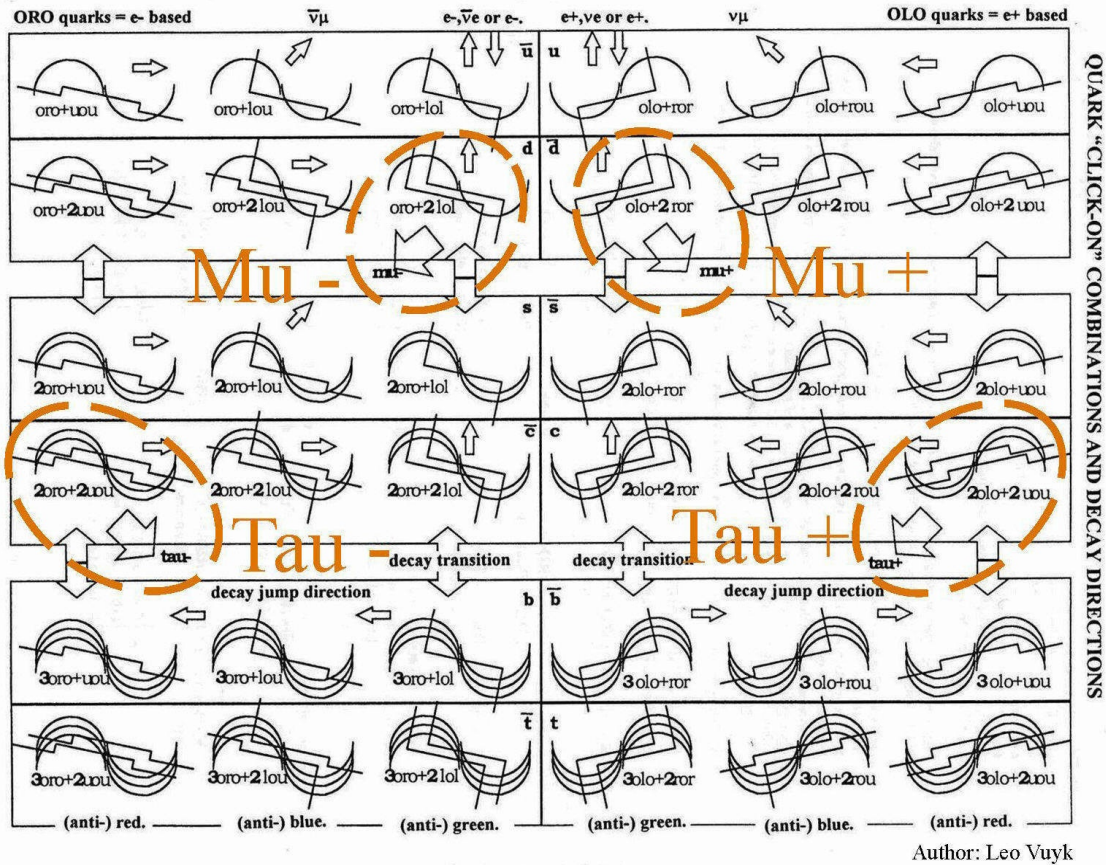 ORO quarks = e- based ν̅μ e-,ν̅e or e-. e+,νe or e+. νμ OLO quarks = e+ based
u̅ u
oro+uou oro+lou oro+lol olo+ror olo+rou olo+uou
d d̅
oro+2uou oro+2lou oro+2lol olo+2ror olo+2rou olo+2uou
Mu - mu- mu+ Mu +
s s̅
2oro+uou 2oro+lou 2oro+lol 2olo+ror 2olo+rou 2olo+uou
c̅ c
2oro+2uou 2oro+2lou 2oro+2lol 2olo+2ror 2olo+2rou 2olo+2uou
Tau - Tau +
tau- decay transition decay transition tau+
decay jump direction b b̅ decay jump direction
3oro+uou 3oro+lou 3oro+lol 3olo+ror 3olo+rou 3olo+uou
t̅ t
3oro+2uou 3oro+2lou 3oro+2lol 3olo+2ror 3olo+2rou 3olo+2uou
(anti-) red. (anti-) blue. (anti-) green. (anti-) green. (anti-) blue. (anti-) red.
QUARK "CLICK-ON" COMBINATIONS AND DECAY DIRECTIONS
Author: Leo Vuyk